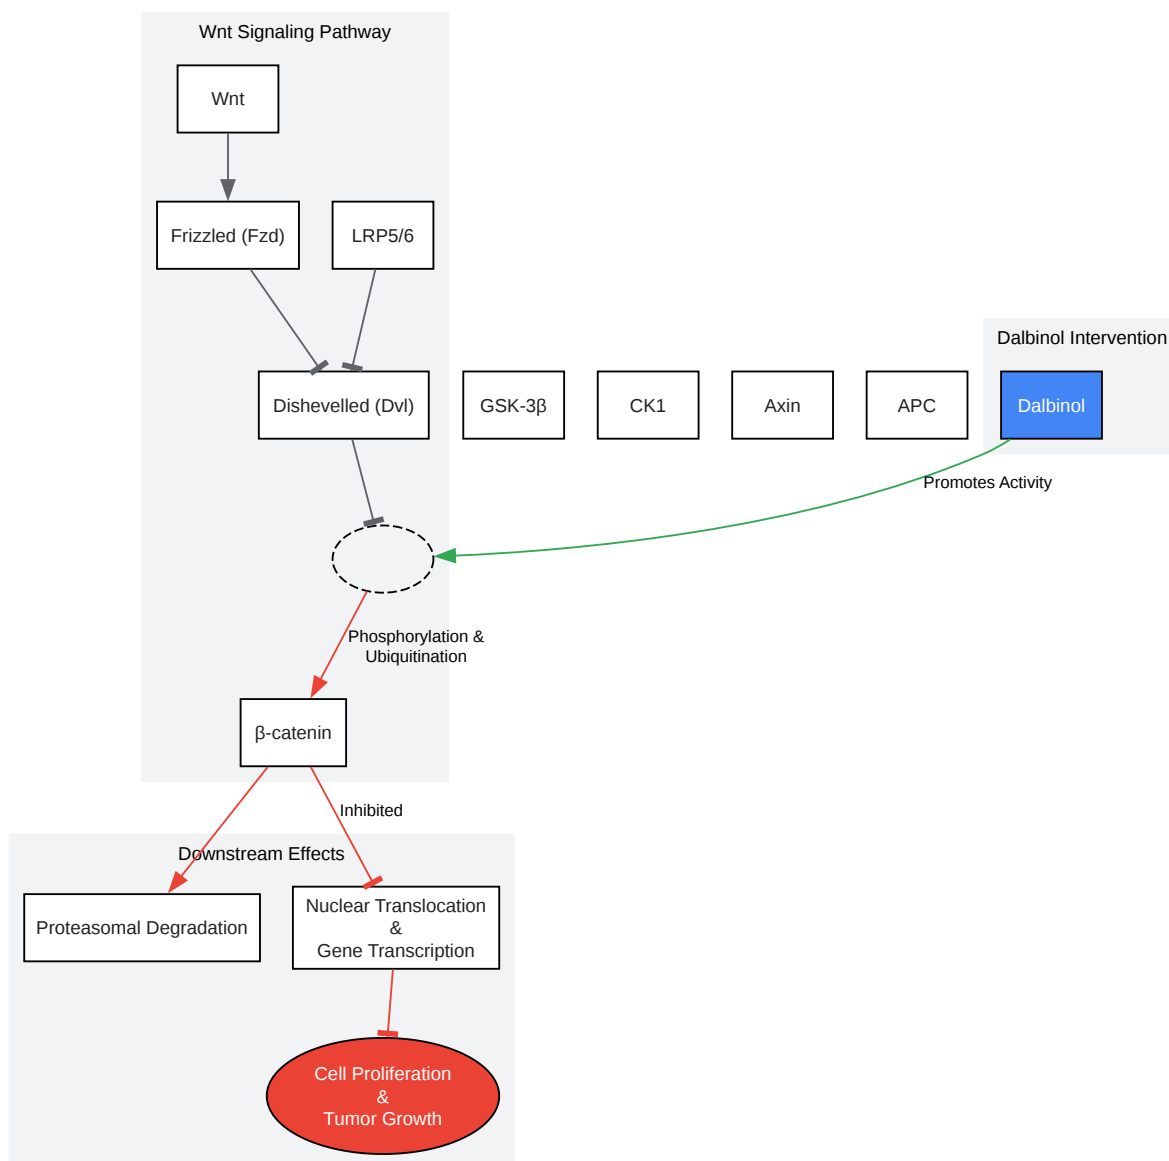 Wnt Signaling Pathway
Wnt
Frizzled (Fzd)
LRP5/6
Dalbinol Intervention
Dishevelled (Dvl)
GSK-3β
CK1
Axin
APC
Dalbinol
Promotes Activity
Phosphorylation &
Ubiquitination
β-catenin
Inhibited
Downstream Effects
Proteasomal Degradation
Nuclear Translocation
&
Gene Transcription
Cell Proliferation
&
Tumor Growth